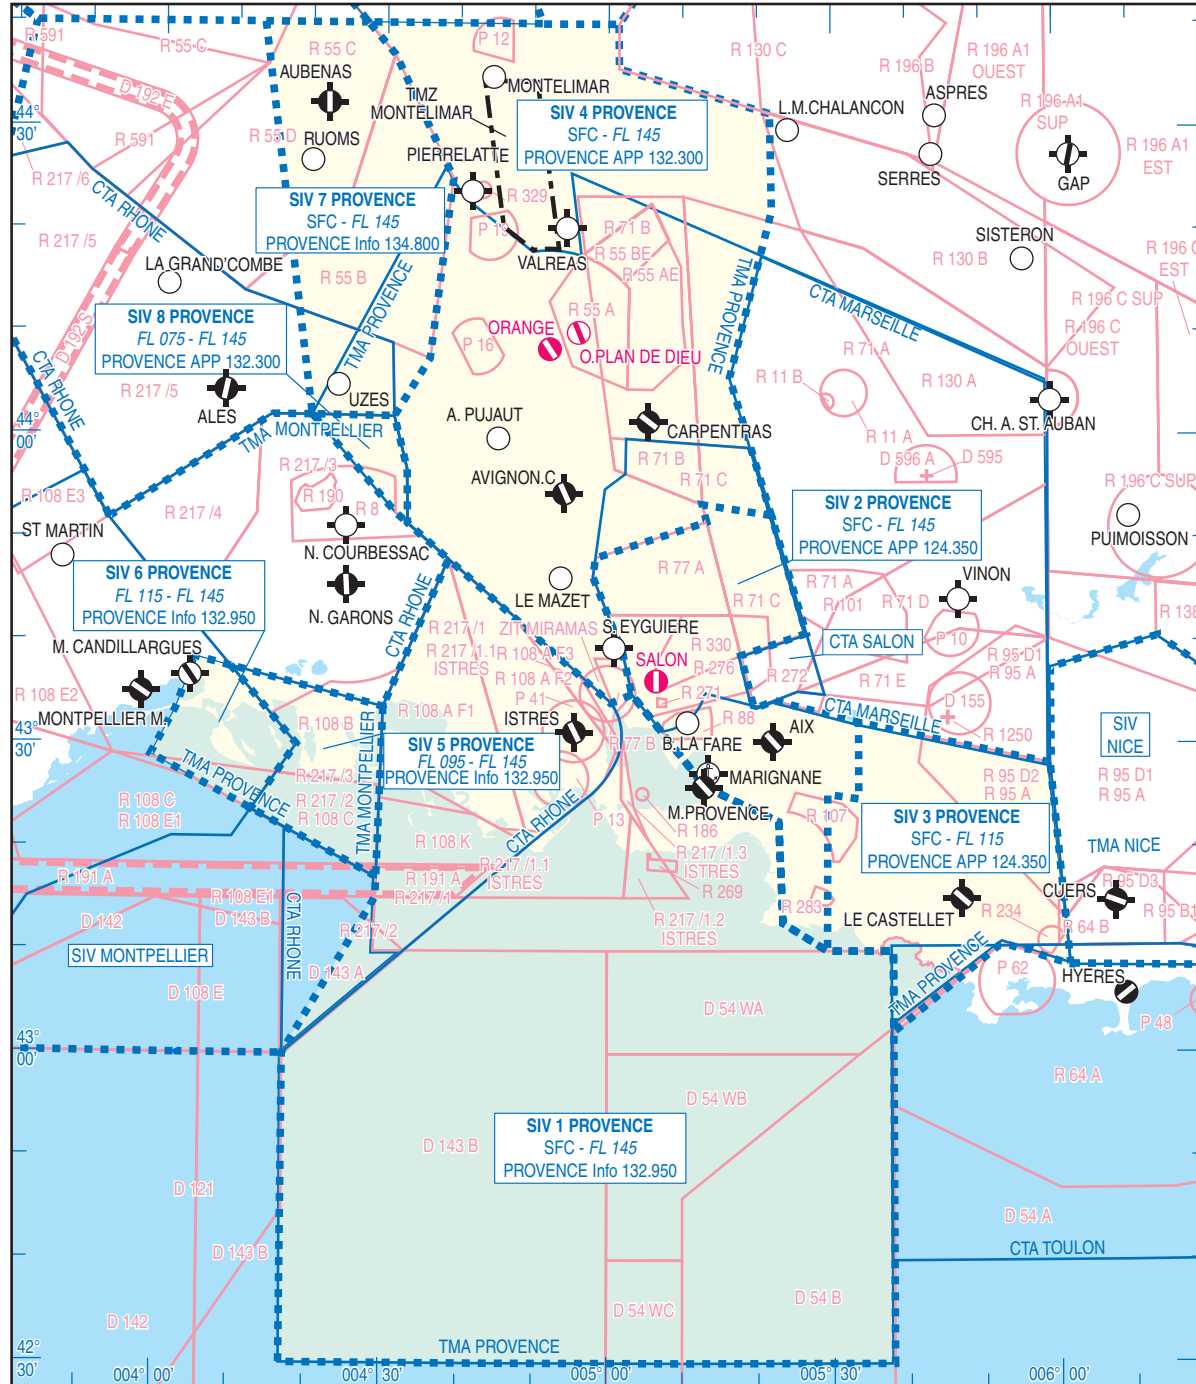 R 591
R 55 C
R 55 C
P 12
R 130 C
R 196 A1
OUEST
R 196 B
AUBENAS
MONTELIMAR
TMZ
MONTELIMAR
SIV 4 PROVENCE
SFC - FL 145
PROVENCE APP 132.300
ASPRES
L.M.CHALANCON
R 196 A1
SUP
D 192 E
44°
30'
R 591
R 55 D
RUOMS
PIERRELATTE
R 196 A1
EST
SERRES
GAP
R 217 /6
CTA RHONE
R 329
SIV 7 PROVENCE
SFC - FL 145
PROVENCE Info 134.800
P 19
R 71 B
R 55 BE
R 55 AE
SISTERON
R 130 B
R 196 C
EST
R 217 /5
LA GRAND'COMBE
R 55 B
TMA PROVENCE
VALREAS
TMA PROVENCE
CTA MARSEILLE
R 196 C SUP
R 196 C
OUEST
SIV 8 PROVENCE
FL 075 - FL 145
PROVENCE APP 132.300
D 192 S
R 55 A
ORANGE
O.PLAN DE DIEU
P 16
R 71 A
R 130 A
R 11 B
CTA RHONE
R 217 /5
ALES
UZES
A. PUJAUT
R 11 A
CH. A. ST. AUBAN
44°
00'
TMA
MONTPELLIER
CARPENTRAS
D 596 A
D 595
R 71 B
R 71 C
R 217 /3
R 190
R 8
R 108 E3
R 217 /4
AVIGNON.C
R 196 C SUP
SIV 2 PROVENCE
SFC - FL 145
PROVENCE APP 124.350
PUIMOISSON
ST MARTIN
N. COURBESSAC
SIV 6 PROVENCE
FL 115 - FL 145
PROVENCE Info 132.950
N. GARONS
CTA RHONE
LE MAZET
R 77 A
R 71 C
R 71 A
R 101
R 71 D
VINON
R 138
R 217 /1
ZIT MIRAMAS
S. EYGUIERE
P 10
M. CANDILLARGUES
R 217 /1.1
ISTRES
R 108 A F3
R 330
R 276
CTA SALON
R 95 D1
R 95 A
SALON
R 108 A F2
R 272
R 71 E
D 155
R 108 E2
MONTPELLIER M.
R 108 B
R 108 A F1
P 41
R 271
CTA MARSEILLE
R 1250
43°
30'
TMA MONTPELLIER
ISTRES
R 88
AIX
SIV
NICE
SIV 5 PROVENCE
FL 095 - FL 145
PROVENCE Info 132.950
R 77 B
B. LA FARE
MARIGNANE
TMA PROVENCE
R 217 /3
R 95 D2
R 95 A
R 95 D1
R 95 A
R 108 C
R 108 E1
R 217 /2
R 108 C
M.PROVENCE
P 13
R 107
SIV 3 PROVENCE
SFC - FL 115
PROVENCE APP 124.350
R 108 K
CTA RHONE
R 186
R 217 /1.3
ISTRES
TMA NICE
R 191 A
R 191 A
R 217 /1.1
ISTRES
R 269
R 95 D3
CUERS
R 108 E1
R 217/1
R 283
LE CASTELLET
R 234
R 95 B1
D 142
D 143 B
CTA RHONE
R 217 /2
R 217 /1.2
ISTRES
R 64 B
SIV MONTPELLIER
D 143 A
TMA PROVENCE
P 62
HYERES
D 108 E
D 54 WA
P 48
43°
00'
R 64 A
D 54 WB
SIV 1 PROVENCE
SFC - FL 145
PROVENCE Info 132.950
D 143 B
D 121
D 54 A
D 143 B
CTA TOULON
D 142
D 54 WC
D 54 B
42°
30'
TMA PROVENCE
004° 00'
004° 30'
005° 00'
005° 30'
006° 00'